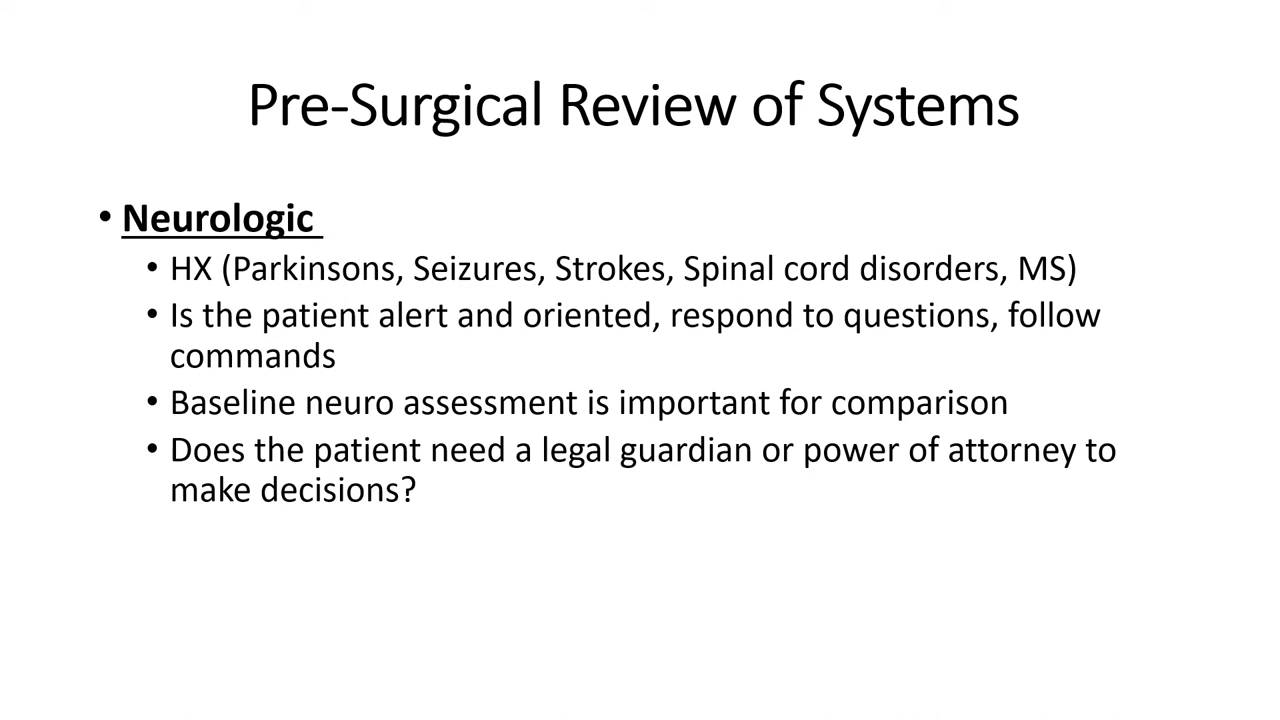 Pre-Surgical Review of Systems
• Neurologic
• HX (Parkinsons, Seizures, Strokes, Spinal cord disorders, MS)
• Is the patient alert and oriented, respond to questions, follow
commands
• Baseline neuro assessment is important for comparison
• Does the patient need a legal guardian or power of attorney to
make decisions?